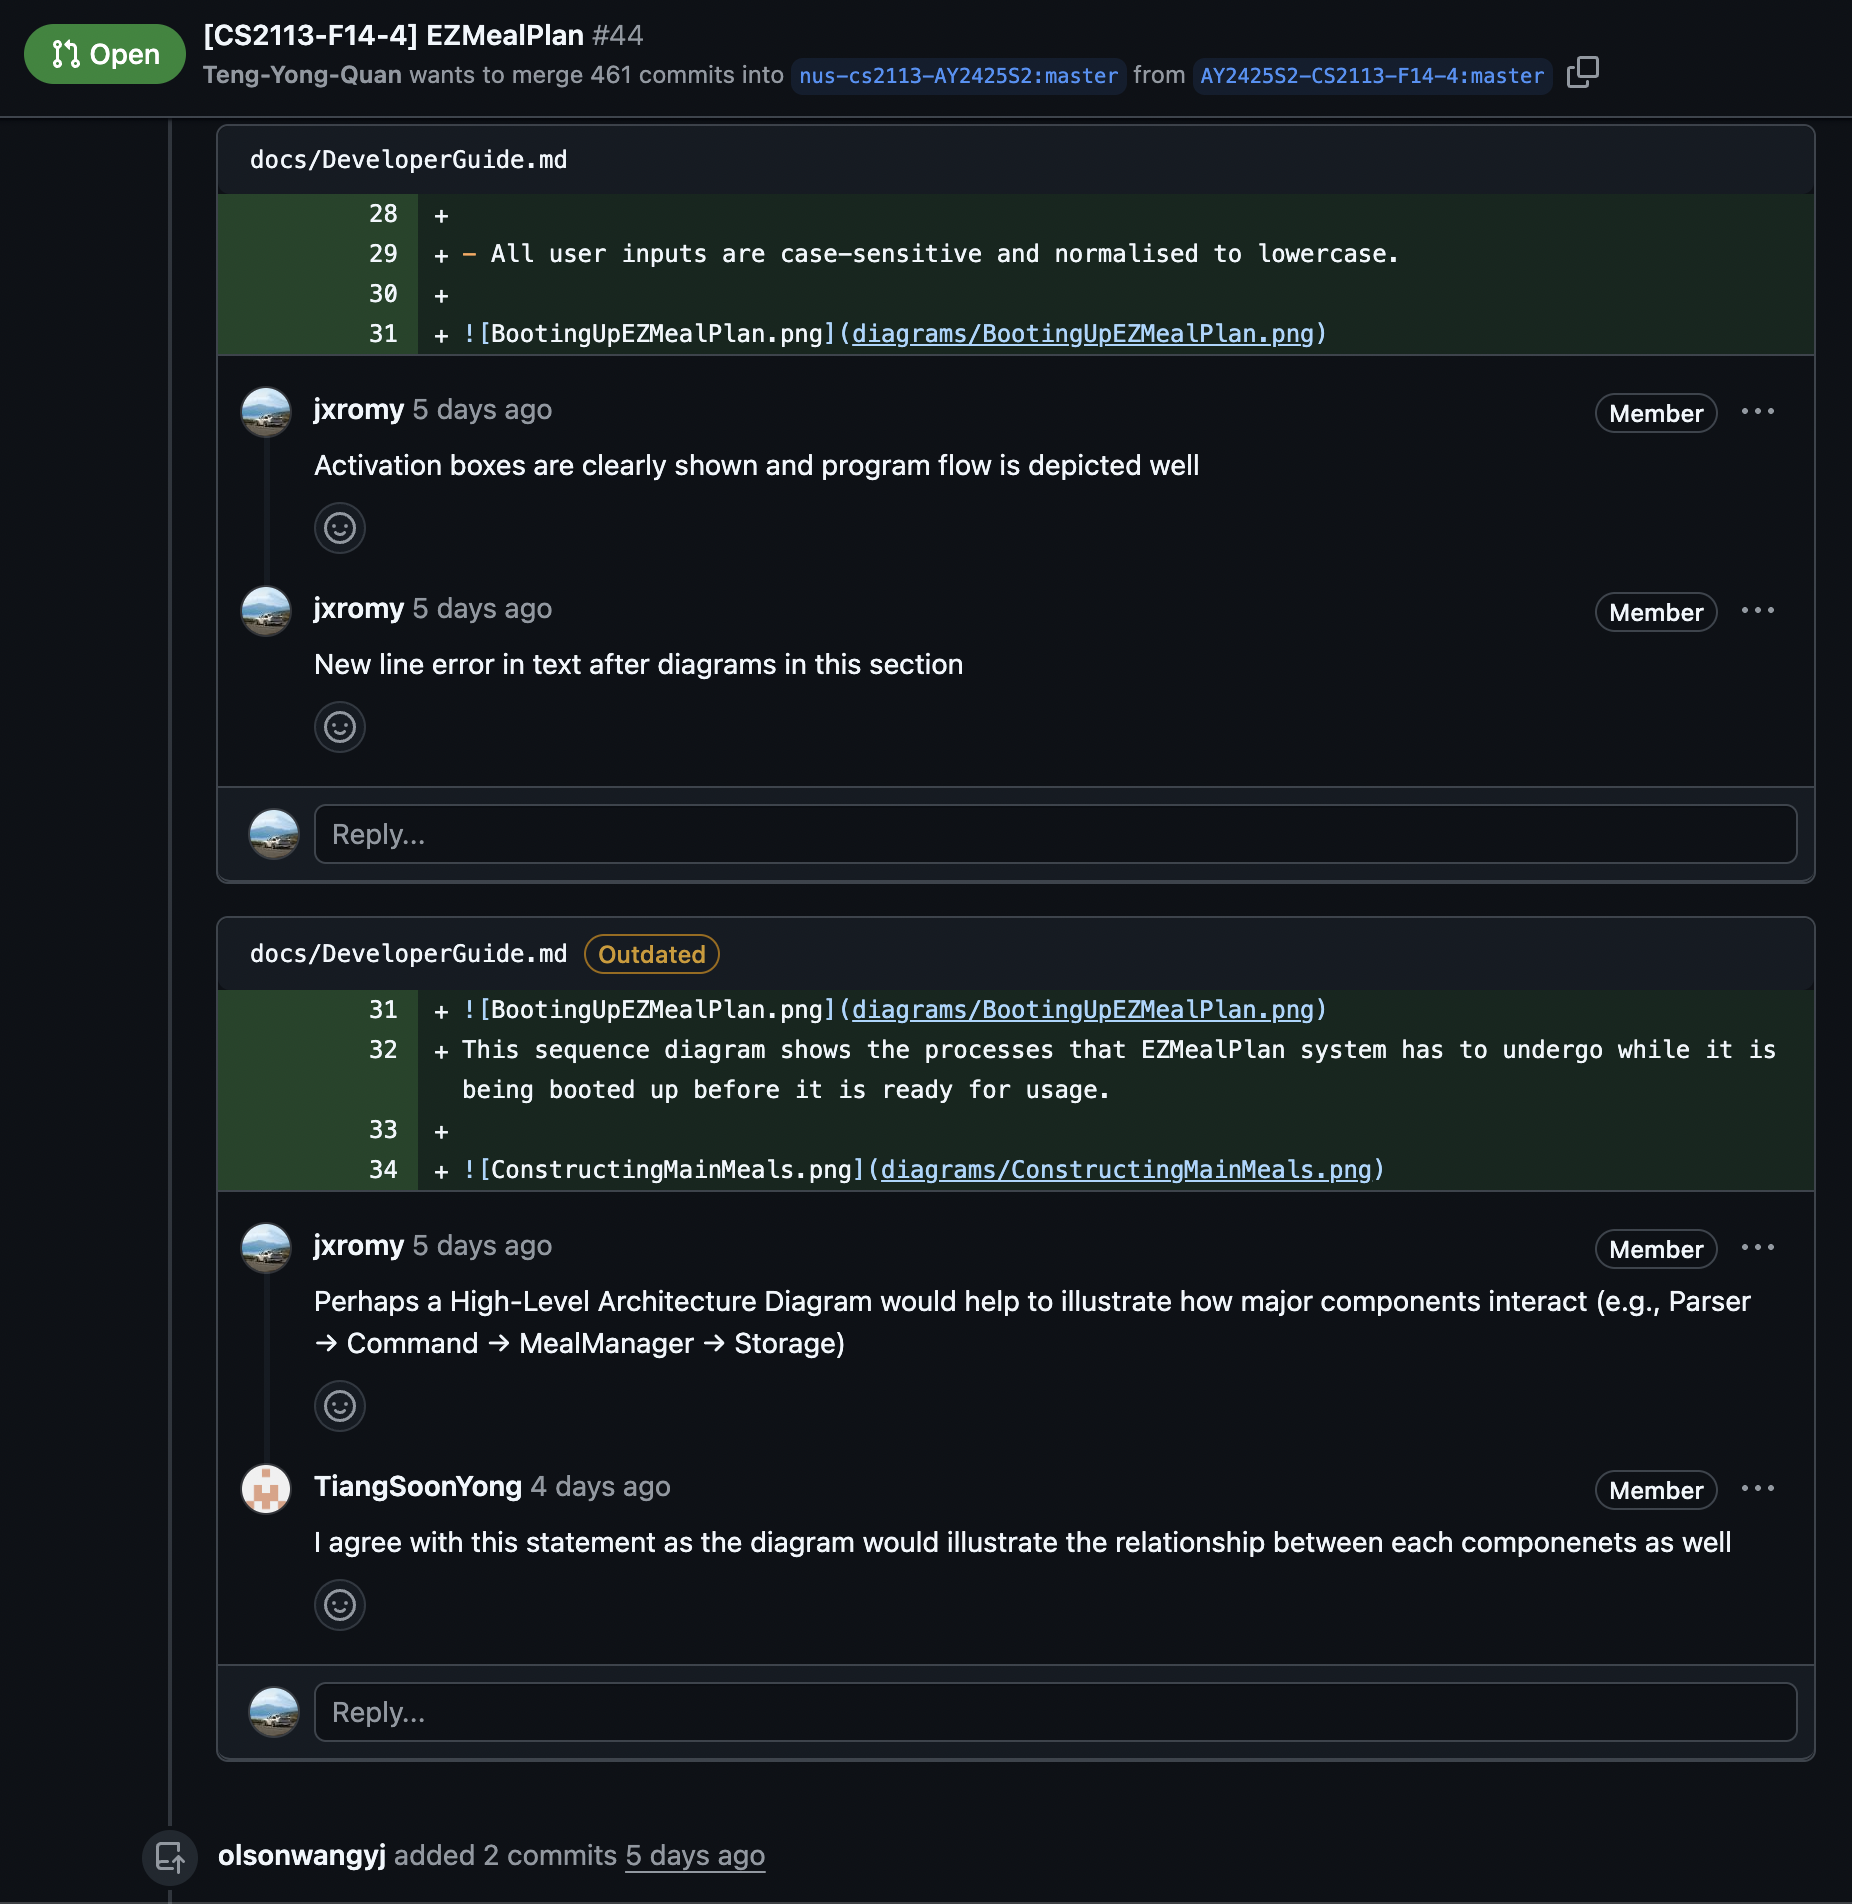 Open
[CS2113-F14-4] EZMealPlan #44
Teng-Yong-Quan wants to merge 461 commits into nus-cs2113-AY2425S2:master from AY2425S2-CS2113-F14-4:master
docs/DeveloperGuide.md
28 +
29 + - All user inputs are case-sensitive and normalised to lowercase.
30 +
31 + ![BootingUpEZMealPlan.png](diagrams/BootingUpEZMealPlan.png)
jxromy 5 days ago
Member
Activation boxes are clearly shown and program flow is depicted well
jxromy 5 days ago
Member
New line error in text after diagrams in this section
Reply...
docs/DeveloperGuide.md Outdated
31 + ![BootingUpEZMealPlan.png](diagrams/BootingUpEZMealPlan.png)
32 + This sequence diagram shows the processes that EZMealPlan system has to undergo while it is
being booted up before it is ready for usage.
33 +
34 + ![ConstructingMainMeals.png](diagrams/ConstructingMainMeals.png)
jxromy 5 days ago
Member
Perhaps a High-Level Architecture Diagram would help to illustrate how major components interact (e.g., Parser
→ Command → MealManager → Storage)
TiangSoonYong 4 days ago
Member
I agree with this statement as the diagram would illustrate the relationship between each componenets as well
Reply...
olsonwangyj added 2 commits 5 days ago